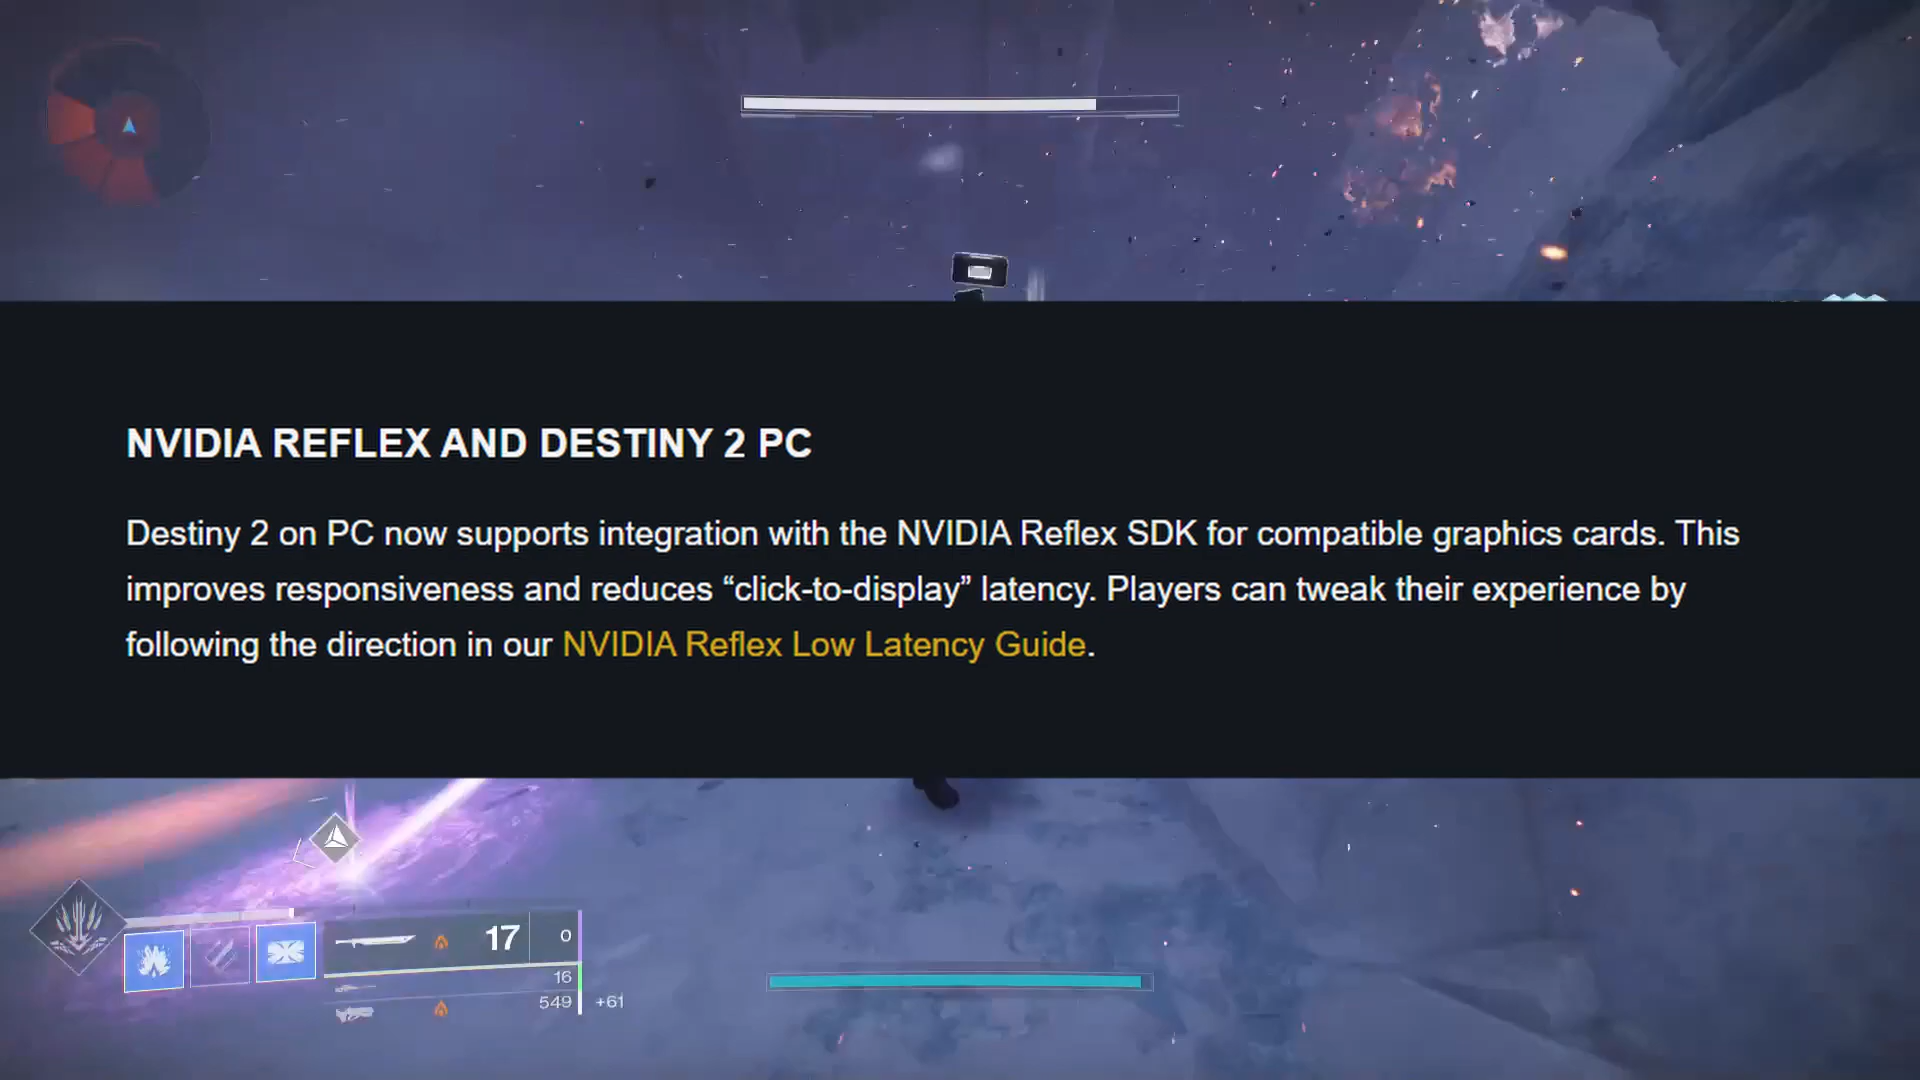 NVIDIA REFLEX AND DESTINY 2 PC
Destiny 2 on PC now supports integration with the NVIDIA Reflex SDK for compatible graphics cards. This
improves responsiveness and reduces “click-to-display” latency. Players can tweak their experience by
following the direction in our NVIDIA Reflex Low Latency Guide.
17 0
16
549 +61